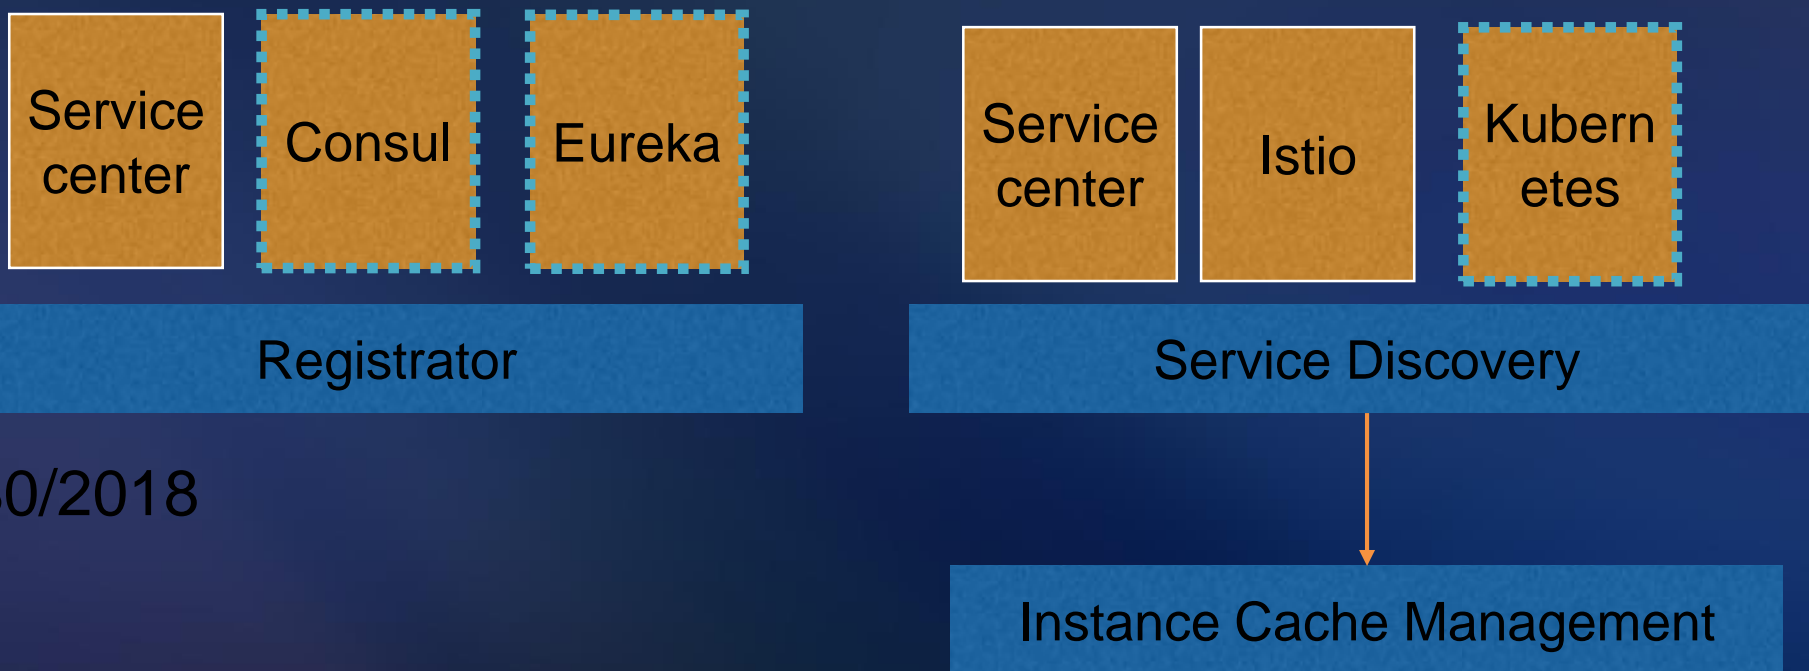 Service
center
Consul
Eureka
Service
center
Istio
Kubern
etes
Registrator
Service Discovery
0/2018
Instance Cache Management